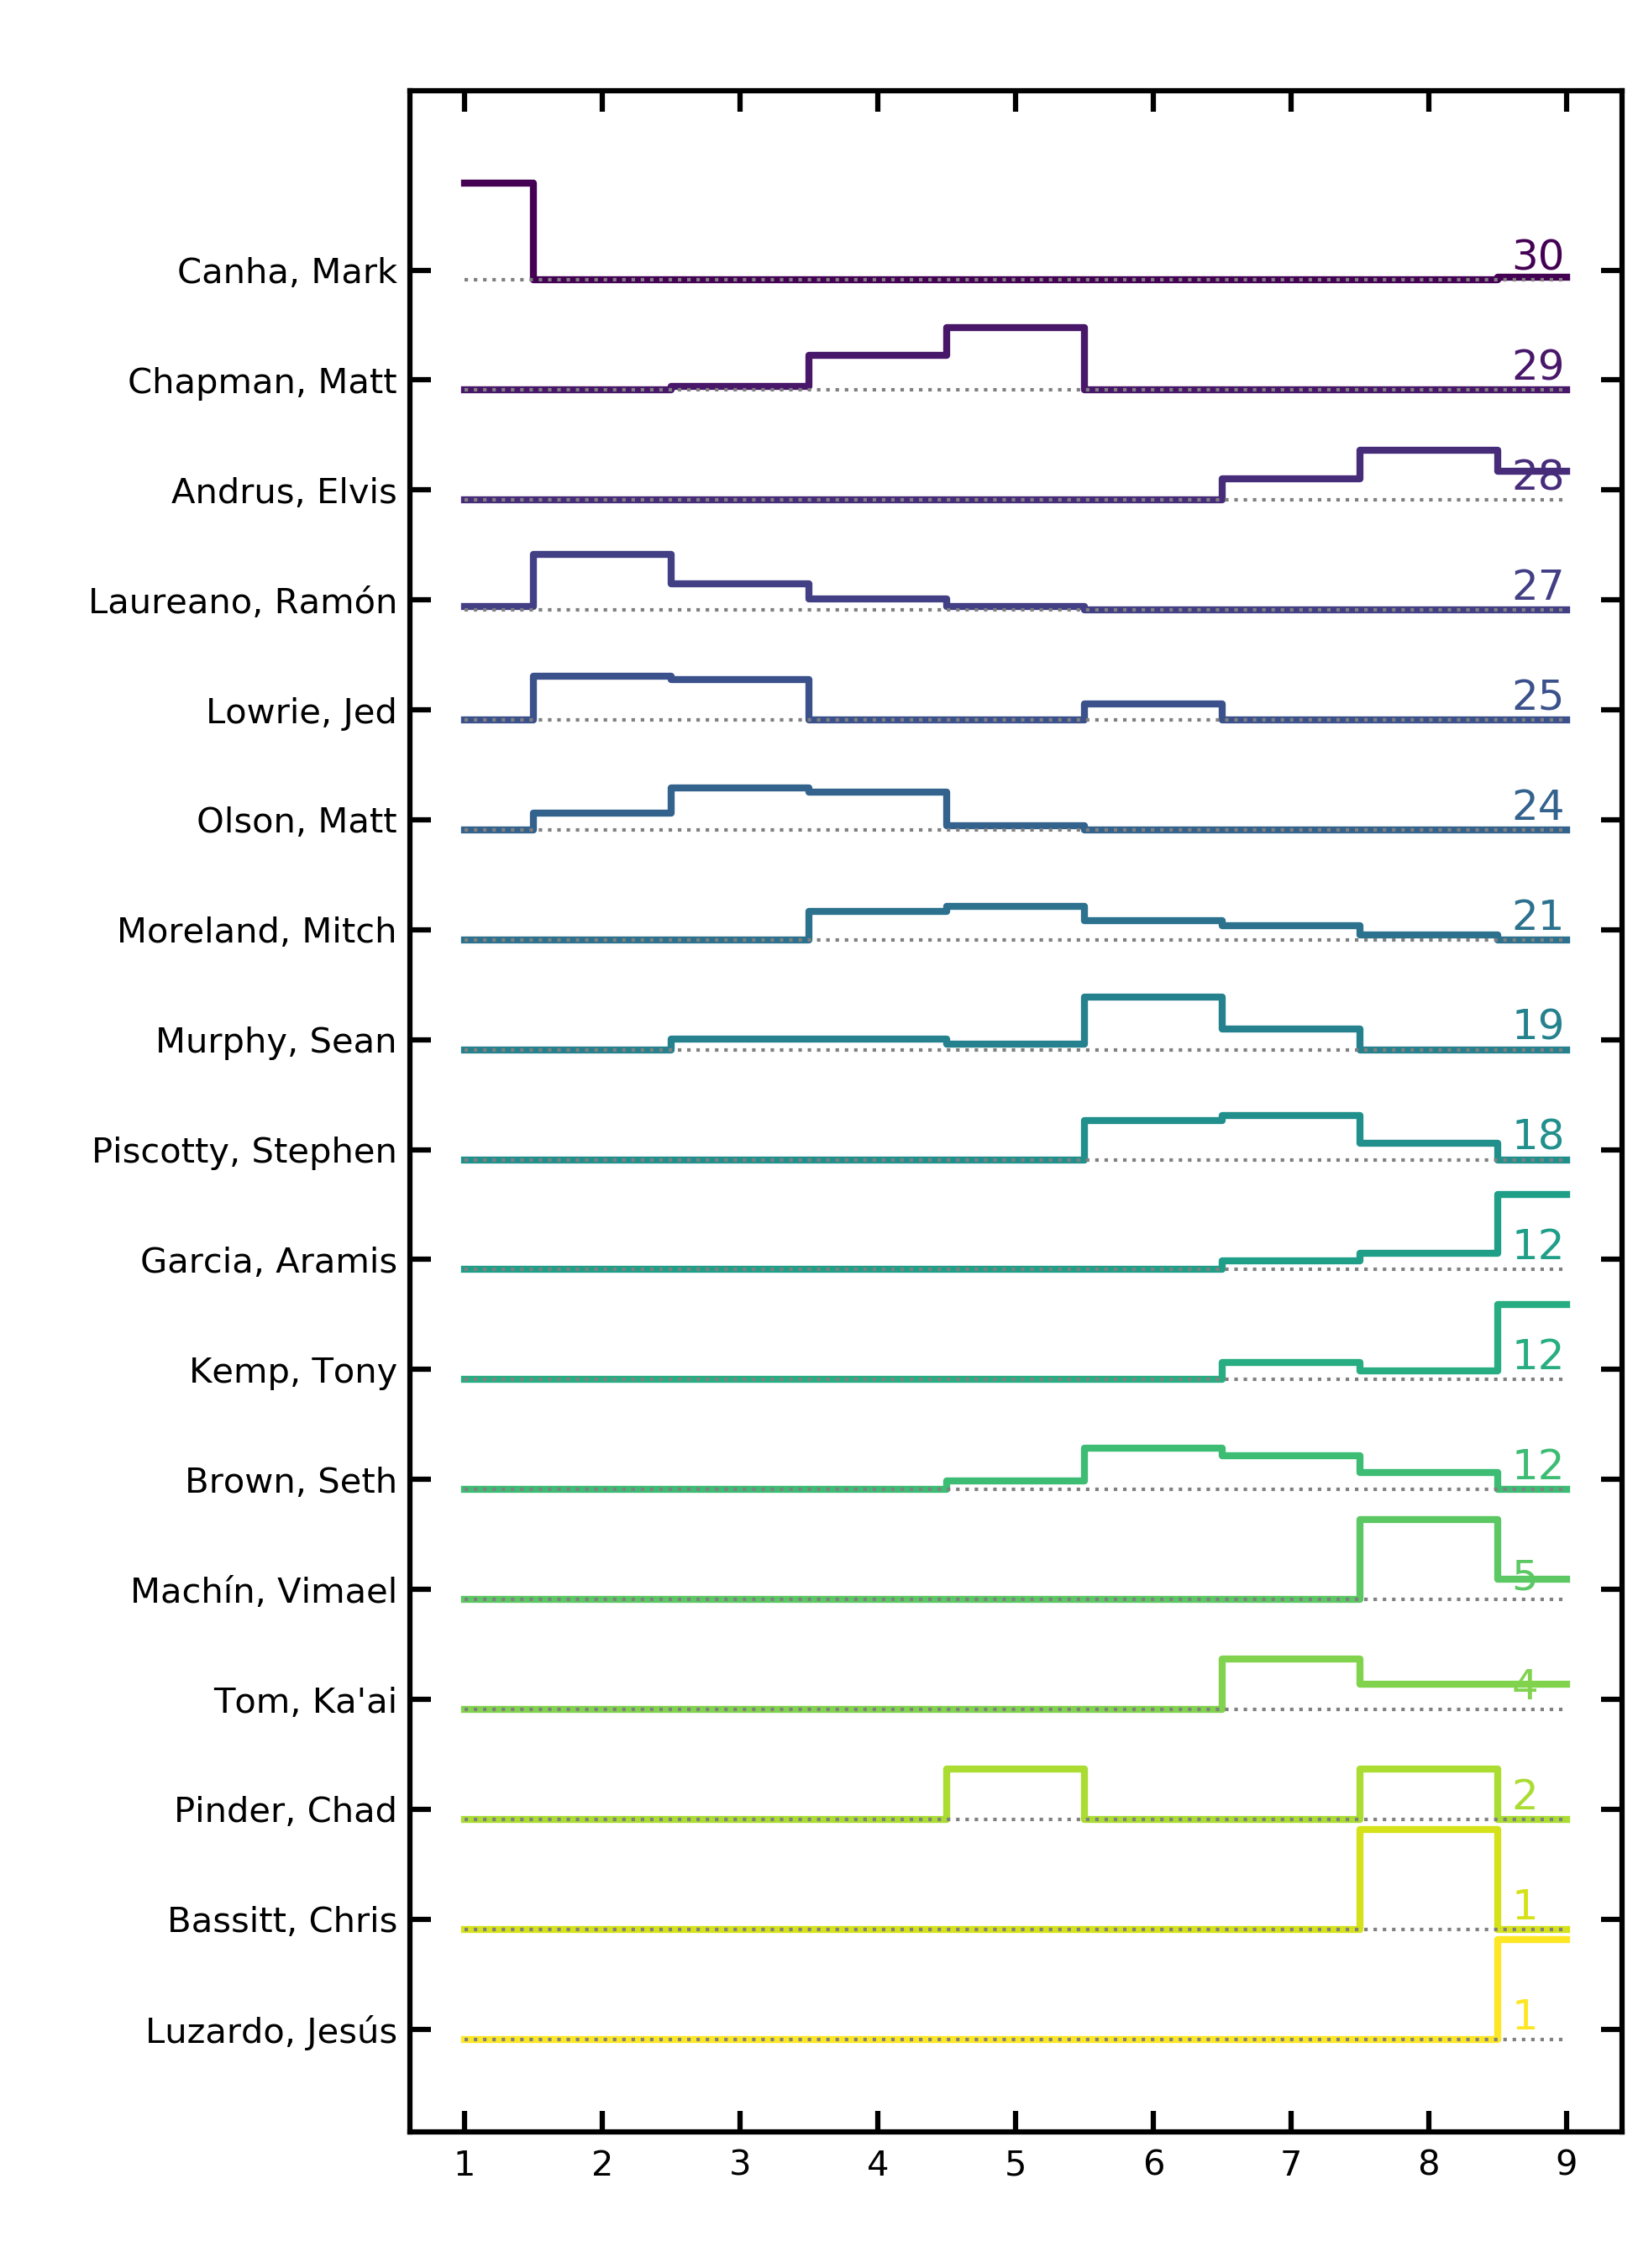 Canha, Mark 30
Chapman, Matt 29
Andrus, Elvis 28
Laureano, Ramón 27
Lowrie, Jed 25
Olson, Matt 24
Moreland, Mitch 21
Murphy, Sean 19
Piscotty, Stephen 18
Garcia, Aramis 12
Kemp, Tony 12
Brown, Seth 12
Machín, Vimael 5
Tom, Ka'ai 4
Pinder, Chad 2
Bassitt, Chris 1
Luzardo, Jesús 1
1 2 3 4 5 6 7 8 9